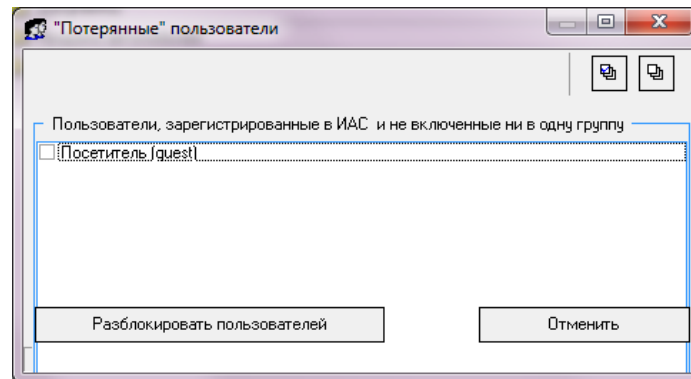 "Потерянные" пользователи
Пользователи, зарегистрированные в ИАС и не включенные ни в одну группу
Посетитель (guest)
Разблокировать пользователей
Отменить